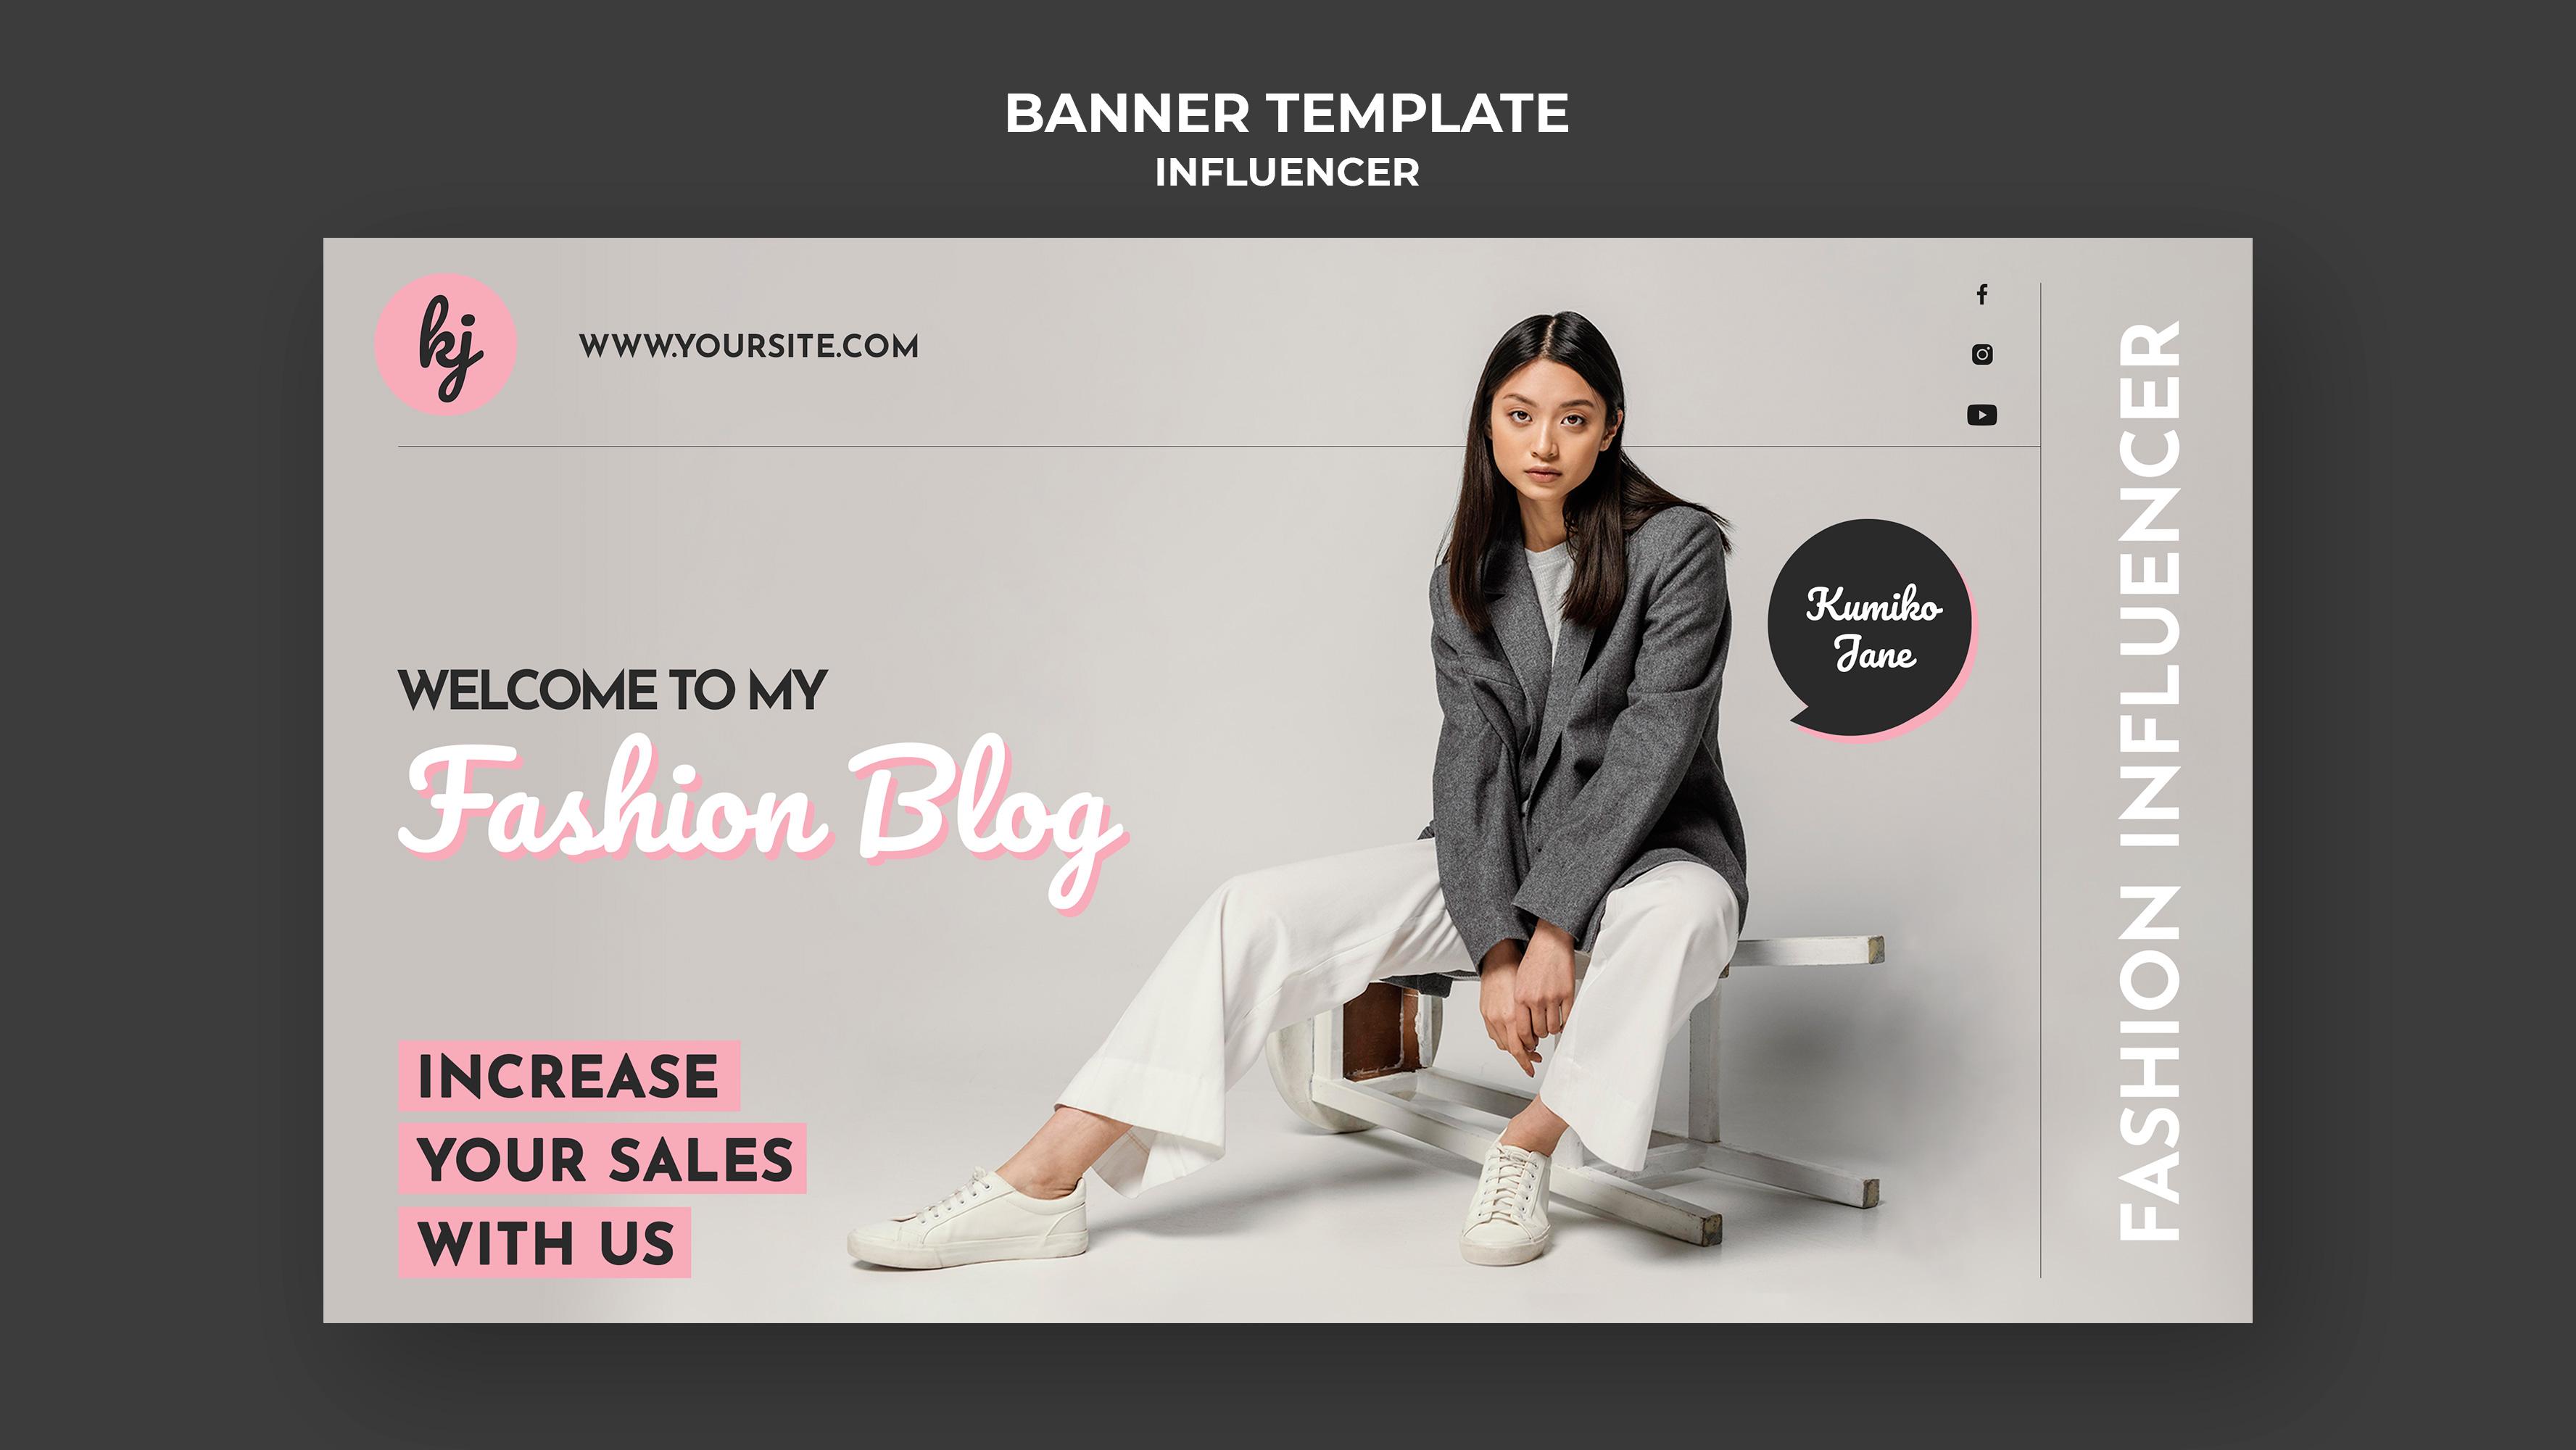 BANNER TEMPLATE
INFLUENCER
kj
WWW.YOURSITE.COM
f
Kumiko
Jane
WELCOME TO MY
Fashion Blog
INCREASE
YOUR SALES
WITH US
FASHION INFLUENCER